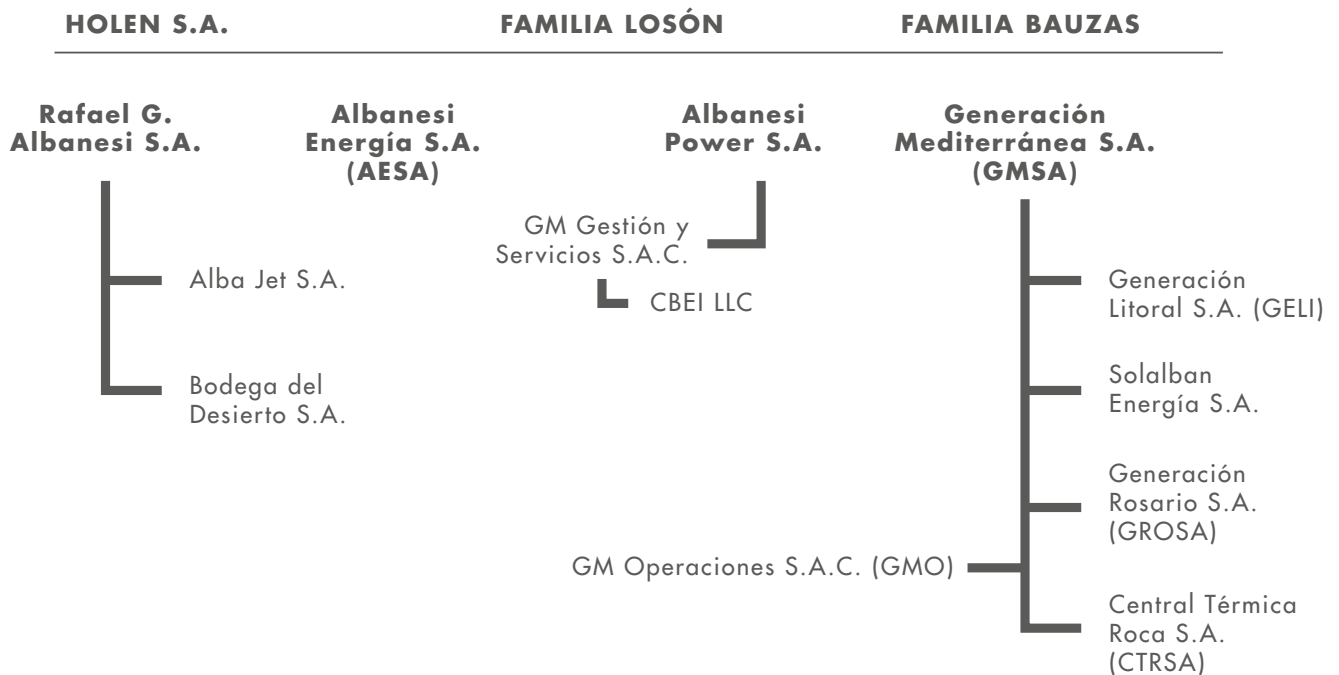 HOLEN S.A.
FAMILIA LOSÓN
FAMILIA BAUZAS
Rafael G.
Albanesi S.A.
Albanesi
Energía S.A.
(AESA)
Albanesi
Power S.A.
Generación
Mediterránea S.A.
(GMSA)
Alba Jet S.A.
Bodega del
Desierto S.A.
GM Gestión y
Servicios S.A.C.
CBEI LLC
Generación
Litoral S.A. (GELI)
Solalban
Energía S.A.
Generación
Rosario S.A.
(GROSA)
GM Operaciones S.A.C. (GMO)
Central Térmica
Roca S.A.
(CTRSA)